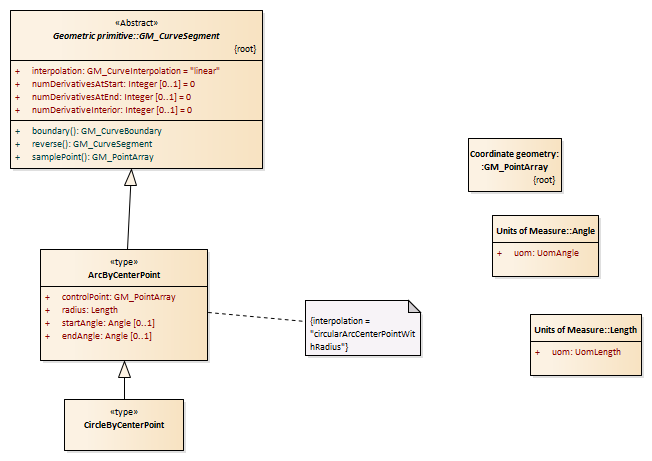 «Abstract»
Geometric primitive::GM_CurveSegment
{root}
+ interpolation: GM_CurveInterpolation = "linear"
+ numDerivativesAtStart: Integer [0..1] = 0
+ numDerivativesAtEnd: Integer [0..1] = 0
+ numDerivativeInterior: Integer [0..1] = 0
+ boundary(): GM_CurveBoundary
+ reverse(): GM_CurveSegment
+ samplePoint(): GM_PointArray
Coordinate geometry:
:GM_PointArray
{root}
Units of Measure::Angle
+ uom: UomAngle
«type»
ArcByCenterPoint
+ controlPoint: GM_PointArray
+ radius: Length
+ startAngle: Angle [0..1]
+ endAngle: Angle [0..1]
{interpolation =
"circularArcCenterPointWit
hRadius"}
Units of Measure::Length
+ uom: UomLength
«type»
CircleByCenterPoint